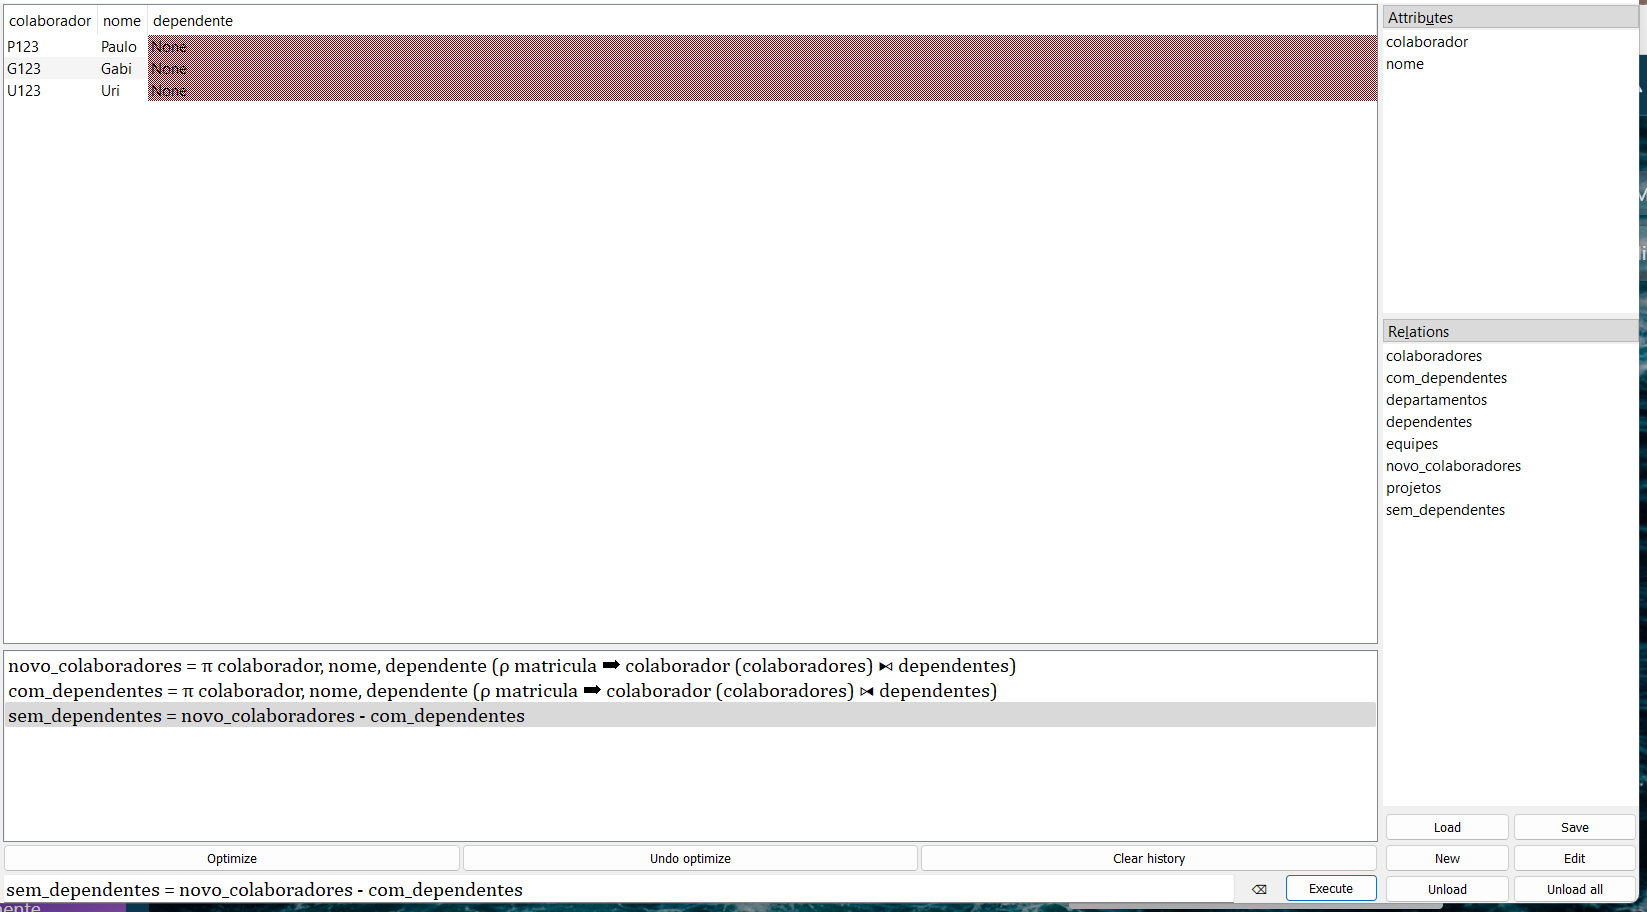 colaborador nome dependente
P123 Paulo None
G123 Gabi None
U123 Uri None
Attributes
colaborador
nome
Relations
colaboradores
com_dependentes
departamentos
dependentes
equipes
novo_colaboradores
projetos
sem_dependentes
novo_colaboradores = π colaborador, nome, dependente (ρ matricula ➡ colaborador (colaboradores) ⧑ dependentes)
com_dependentes = π colaborador, nome, dependente (ρ matricula ➡ colaborador (colaboradores) ⋈ dependentes)
sem_dependentes = novo_colaboradores - com_dependentes
Optimize Undo optimize Clear history
sem_dependentes = novo_colaboradores - com_dependentes
⌫ Execute
Load Save
New Edit
Unload Unload all